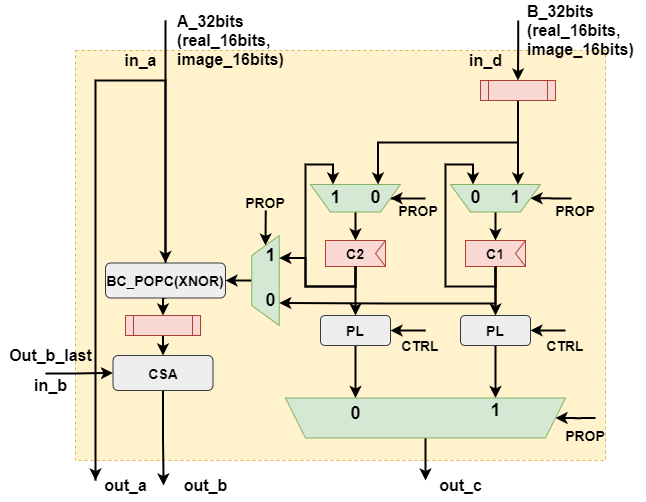 A_32bits
(real_16bits,
image_16bits)
B_32bits
(real_16bits,
image_16bits)
in_a
in_d
1 0
PROP
0 1
PROP
PROP
1
0
C2
C1
BC_POPC(XNOR)
PL
CTRL
PL
CTRL
Out_b_last
in_b
CSA
0
1
PROP
out_a
out_b
out_c